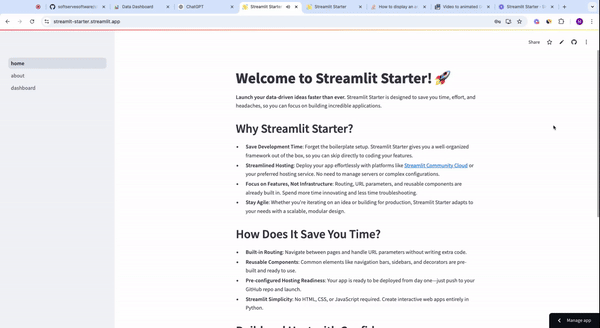 softnervesoftware/s
Data Dashboard
ChatGPT
Streamlit Starter
Streamlit Starter
How to display an
Video to animated
Streamlit Starter
streamlit-starter.streamlit.app
Share
home
about
dashboard
Welcome to Streamlit Starter! 🚀
Launch your data-driven ideas faster than ever. Streamlit Starter is designed to save you time, effort, and
headaches, so you can focus on building incredible applications.
Why Streamlit Starter?
• Save Development Time: Forget the boilerplate setup. Streamlit Starter gives you a well-organized
framework out of the box, so you can skip directly to coding your features.
• Streamlined Hosting: Deploy your app effortlessly with platforms like Streamlit Community Cloud or
your preferred hosting service. No need to manage servers or complex configurations.
• Focus on Features, Not Infrastructure: Routing, URL parameters, and reusable components are
already built in. Spend more time innovating and less time troubleshooting.
• Stay Agile: Whether you're iterating on an idea or building for production, Streamlit Starter adapts to
your needs with a scalable, modular design.
How Does It Save You Time?
• Built-in Routing: Navigate between pages and handle URL parameters without writing extra code.
• Reusable Components: Common elements like navigation bars, sidebars, and decorators are pre-
built and ready to use.
• Pre-configured Hosting Readiness: Your app is ready to be deployed from day one—just push to your
GitHub repo and launch.
• Streamlit Simplicity: No HTML, CSS, or JavaScript required. Create interactive web apps entirely in
Python.
Manage app